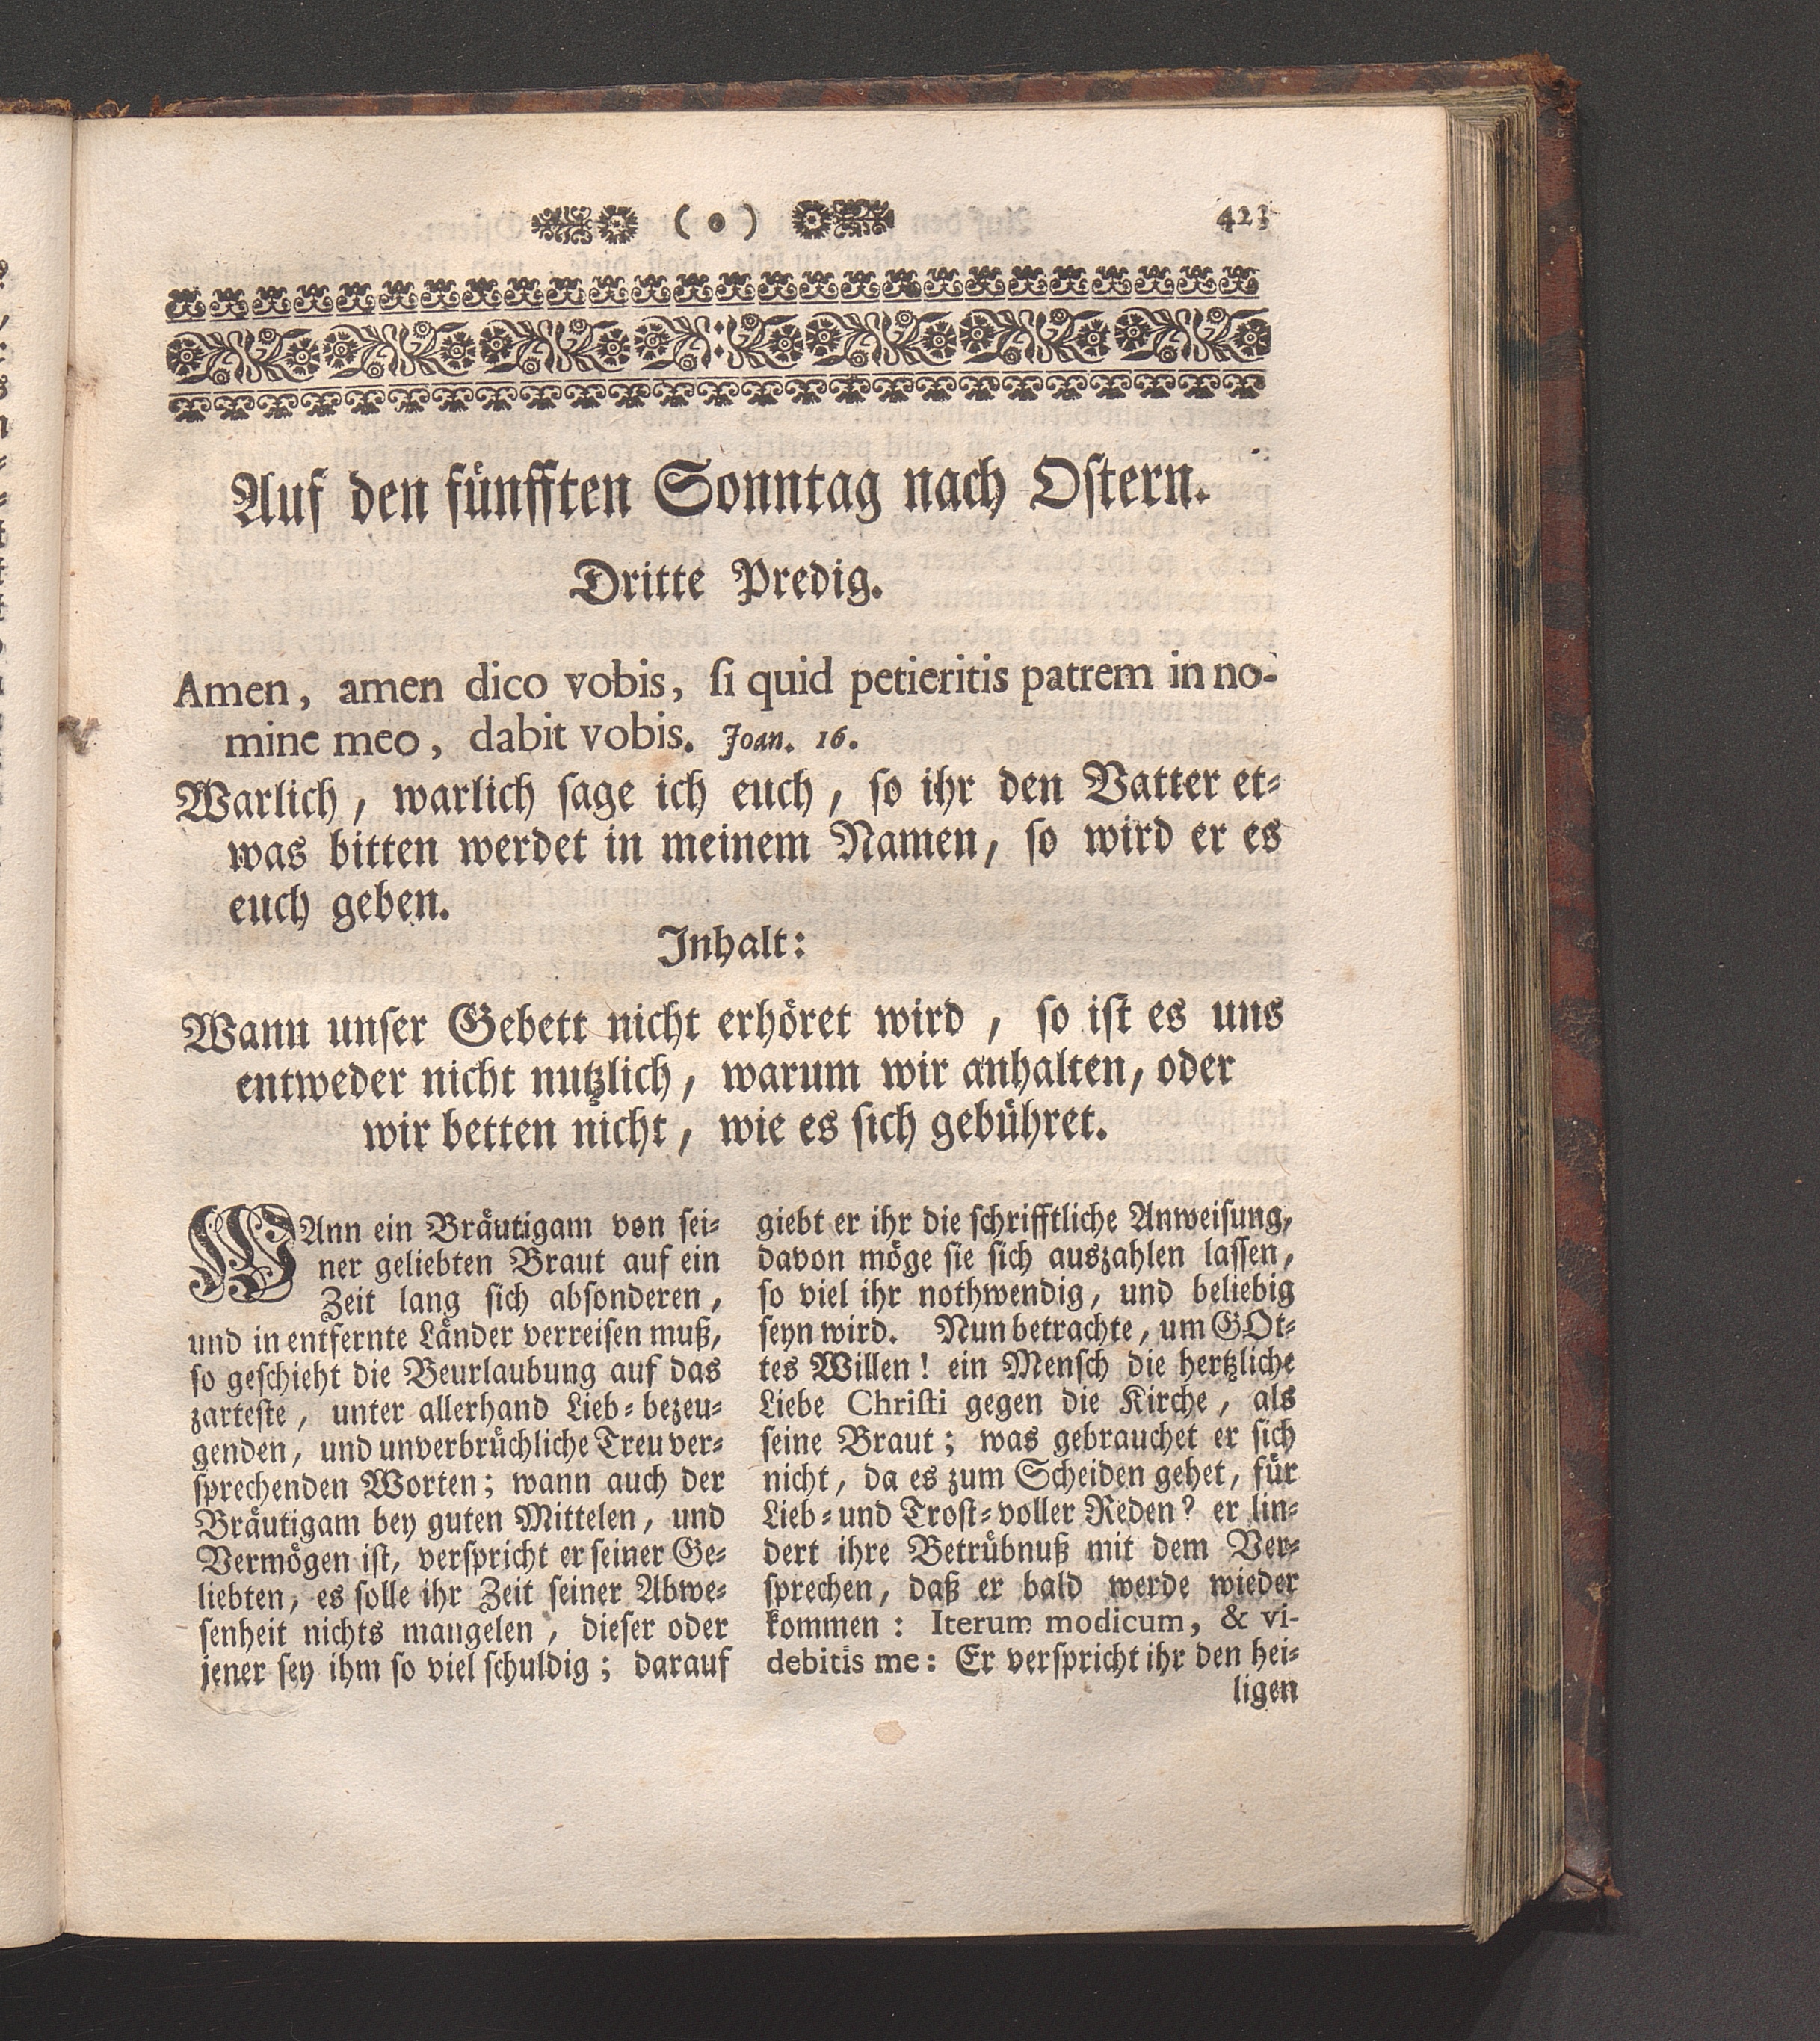 ( • ) 423
Auf den fünfften Sonntag nach Oſtern.
Dritte Predig.
Amen, amen dico vobis, ſi quid petieritis patrem in no-
mine meo, dabit vobis. Joan. 16.
Warlich, warlich ſage ich euch, ſo ihr den Vatter et⸗
was bitten werdet in meinem Namen, ſo wird er es
euch geben.
Inhalt:
Wann unſer Gebett nicht erhöret wird, ſo iſt es uns
entweder nicht nutzlich, warum wir anhalten, oder
wir betten nicht, wie es ſich gebühret.
WAnn ein Bräutigam von ſei⸗
ner geliebten Braut auf ein
Zeit lang ſich abſonderen,
und in entfernte Länder verreiſen muß,
ſo geſchieht die Beurlaubung auf das
zarteſte, unter allerhand Lieb⸗bezeu⸗
genden, und unverbrüchliche Treu ver⸗
ſprechenden Worten; wann auch der
Bräutigam bey guten Mittelen, und
Vermögen iſt, verſpricht er ſeiner Ge⸗
liebten, es ſolle ihr Zeit ſeiner Abwe⸗
ſenheit nichts mangelen, dieſer oder
jener ſey ihm ſo viel ſchuldig; darauf
giebt er ihr die ſchrifftliche Anweiſung,
davon möge ſie ſich auszahlen laſſen,
ſo viel ihr nothwendig, und beliebig
ſeyn wird. Nun betrachte, um GOt⸗
tes Willen! ein Menſch die hertzliche
Liebe Chriſti gegen die Kirche, als
ſeine Braut; was gebrauchet er ſich
nicht, da es zum Scheiden gehet, für
Lieb⸗und Troſt⸗voller Reden? er lin⸗
dert ihre Betrübnuß mit dem Ver⸗
ſprechen, daß er bald werde wieder
kommen: Iterum modicum, & vi-
debitis me: Er verſpricht ihr den hei⸗
ligen